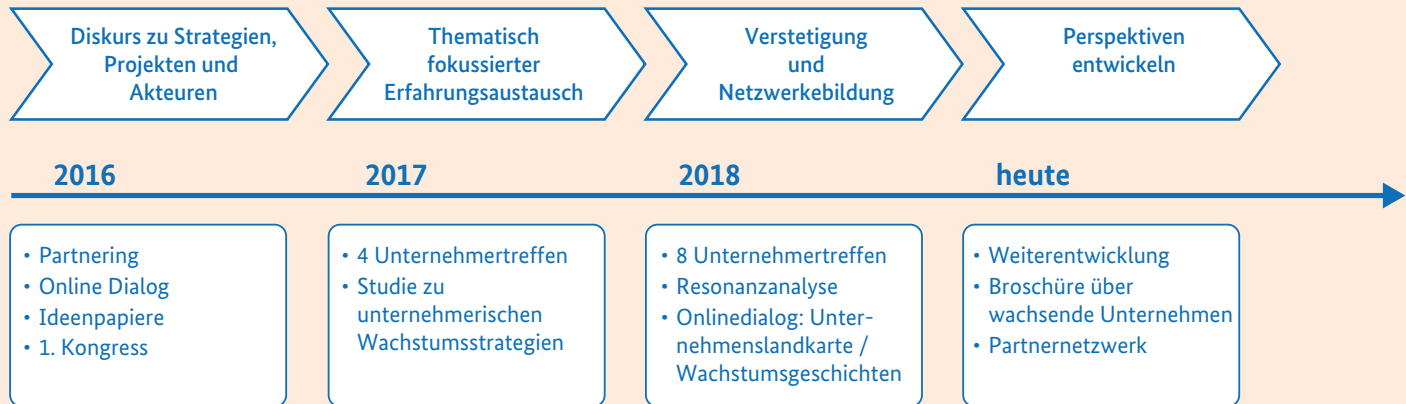 Diskurs zu Strategien,
Projekten und
Akteuren
Thematisch
fokussierter
Erfahrungsaustausch
Verstetigung
und
Netzwerkebildung
Perspektiven
entwickeln
2016
2017
2018
heute
• Partnering
• Online Dialog
• Ideenpapiere
• 1. Kongress
• 4 Unternehmertreffen
• Studie zu
unternehmerischen
Wachstumsstrategien
• 8 Unternehmertreffen
• Resonanzanalyse
• Onlinedialog: Unter-
nehmenslandkarte /
Wachstumsgeschichten
• Weiterentwicklung
• Broschüre über
wachsende Unternehmen
• Partnernetzwerk